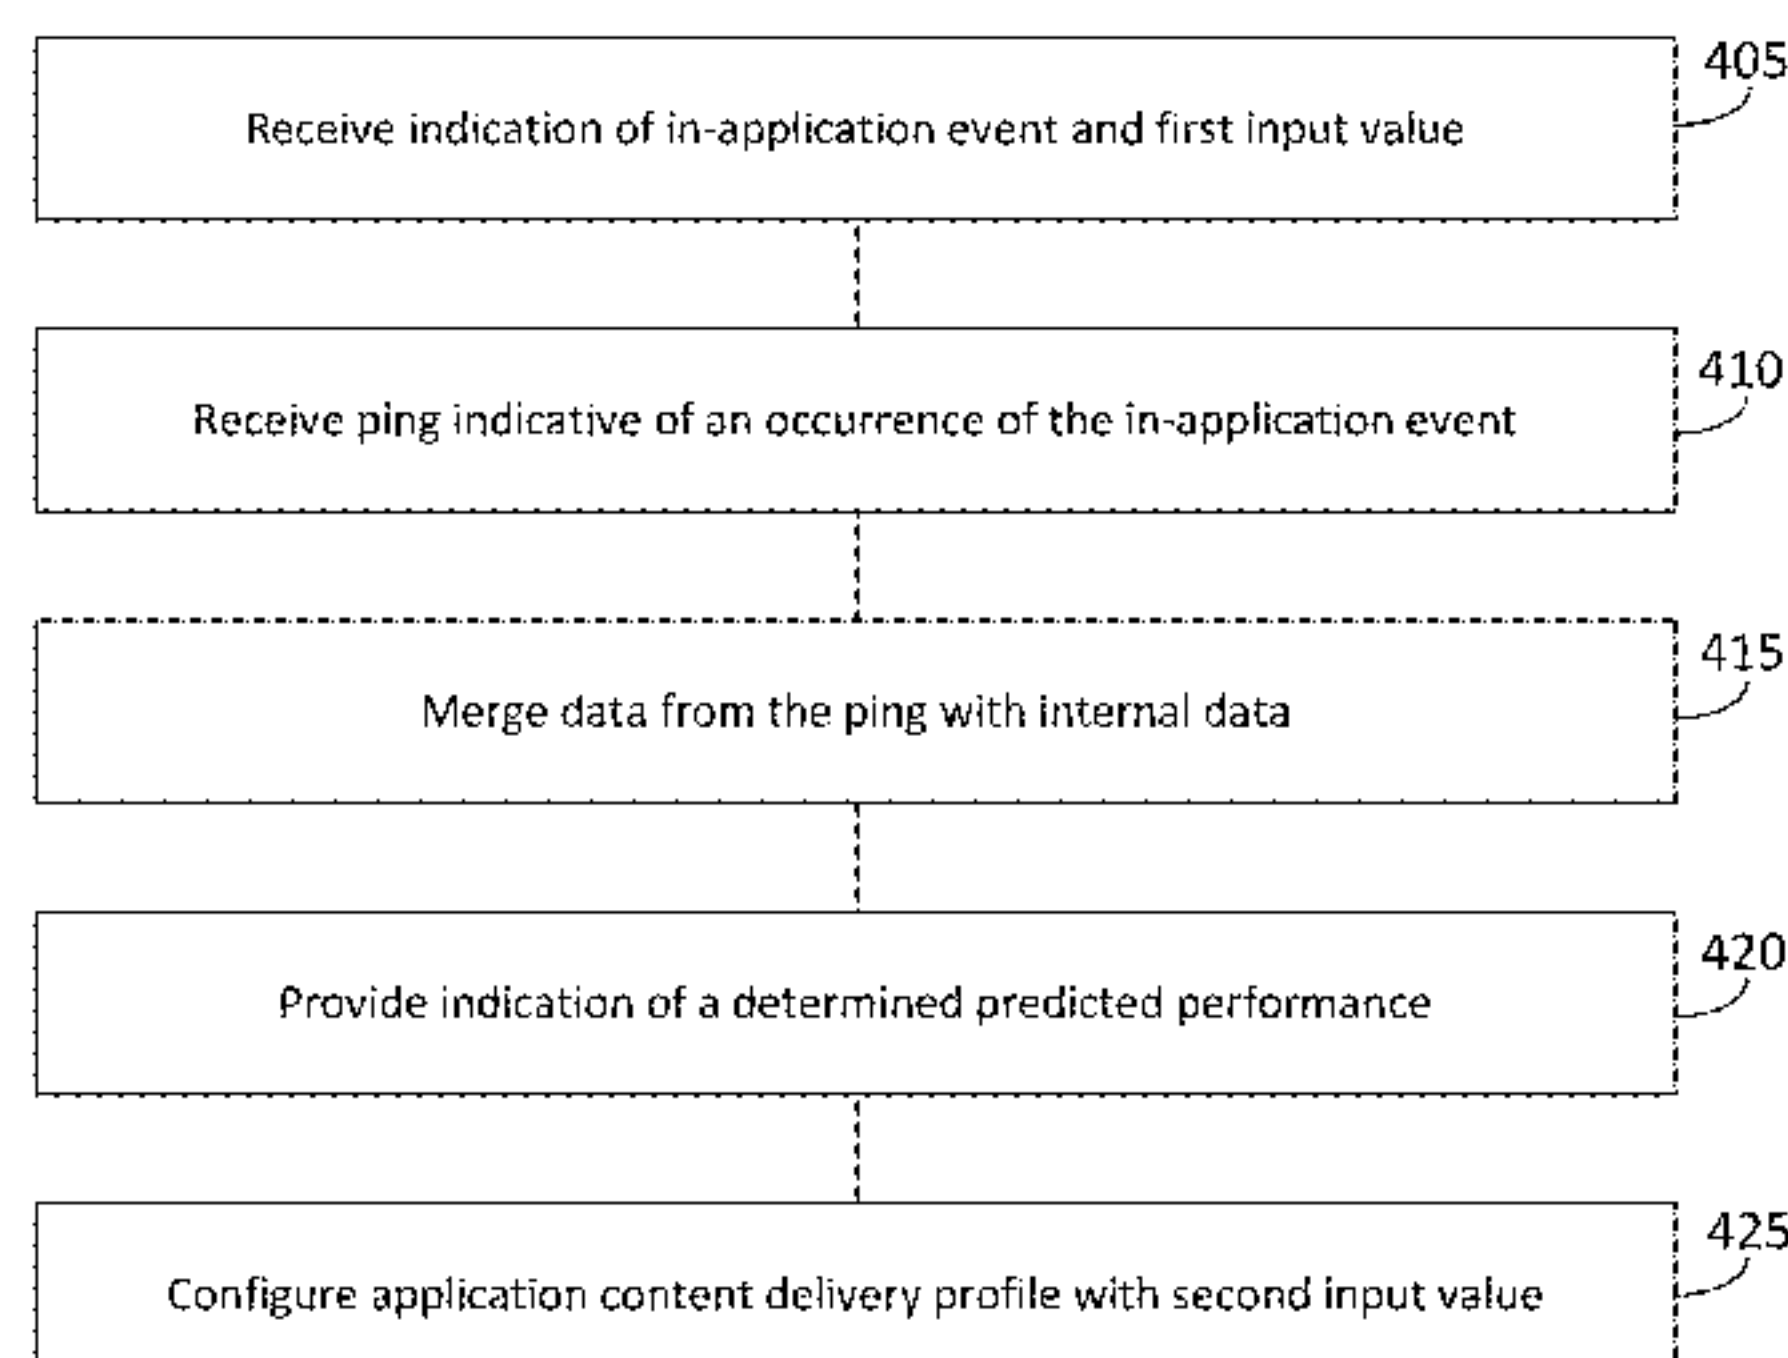 405
Receive indication of in-application event and first input value
410
Receive ping indicative of an occurrence of the in-application event
415
Merge data from the ping with internal data
420
Provide indication of a determined predicted performance
425
Configure application content delivery profile with second input value